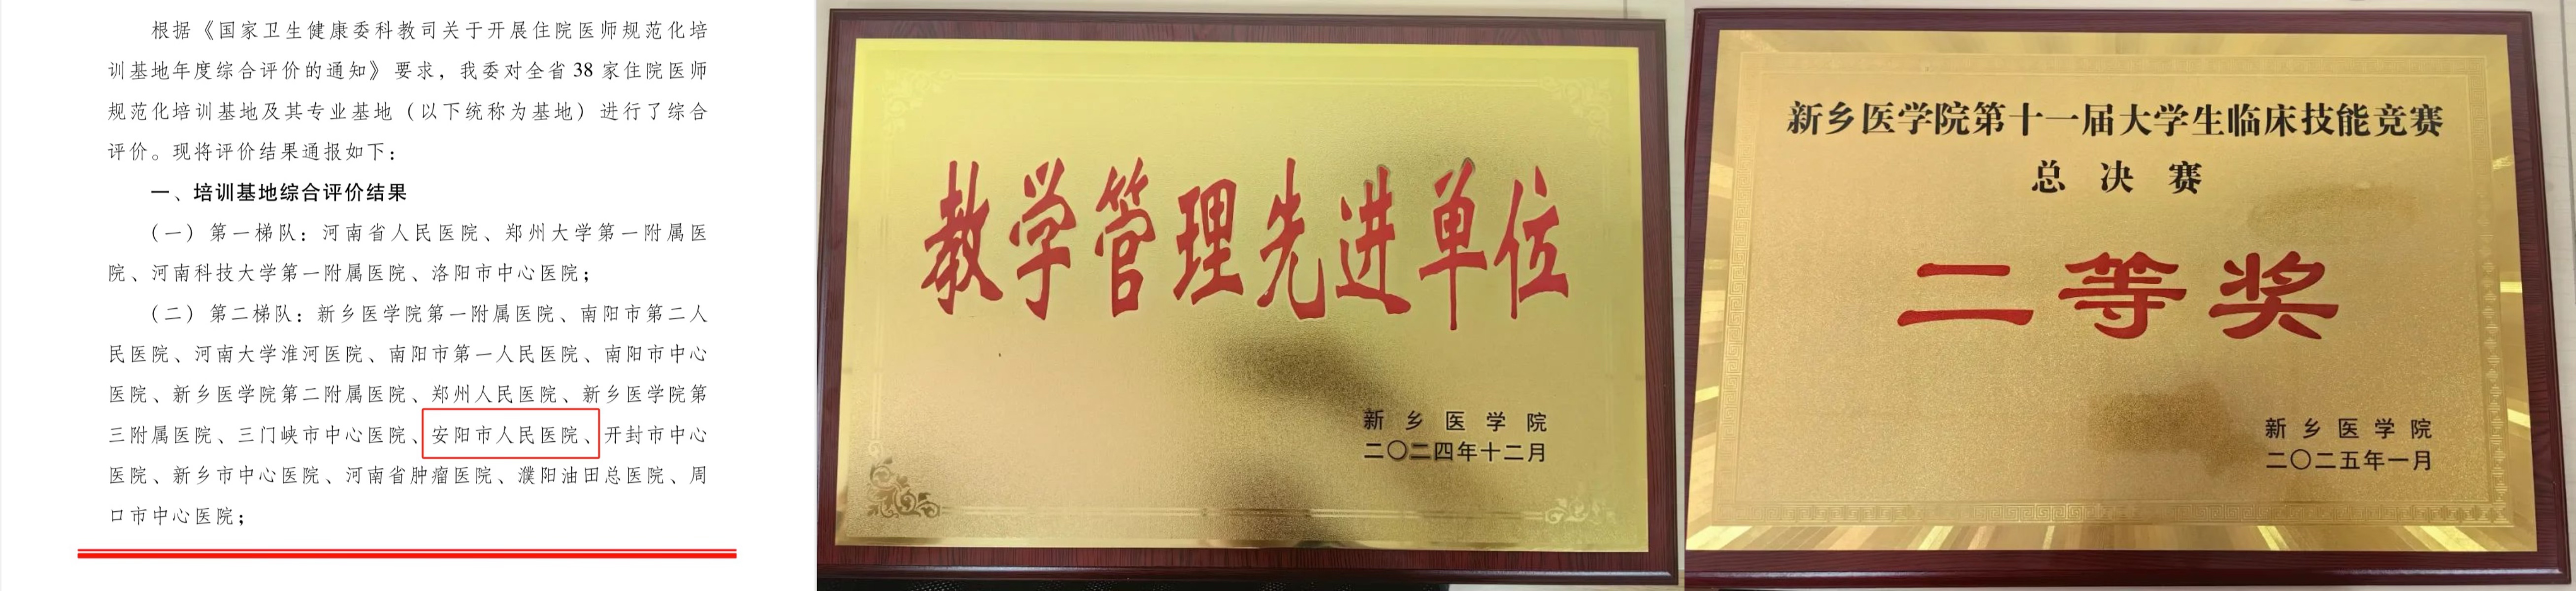 根据《国家卫生健康委科教司关于开展住院医师规范化培
训基地年度综合评价的通知》要求，我委对全省 38 家住院医师
规范化培训基地及其专业基地（以下统称为基地）进行了综合
评价。现将评价结果通报如下：
一、培训基地综合评价结果
（一）第一梯队：河南省人民医院、郑州大学第一附属医
院、河南科技大学第一附属医院、洛阳市中心医院；
（二）第二梯队：新乡医学院第一附属医院、南阳市第二人
民医院、河南大学淮河医院、南阳市第一人民医院、南阳市中心
医院、新乡医学院第二附属医院、郑州人民医院、新乡医学院第
三附属医院、三门峡市中心医院、安阳市人民医院、开封市中心
医院、新乡市中心医院、河南省肿瘤医院、濮阳油田总医院、周
口市中心医院；
教学管理先进单位
新乡医学院
二〇二四年十二月
新乡医学院第十一届大学生临床技能竞赛
总决赛
二等奖
新乡医学院
二〇二五年一月